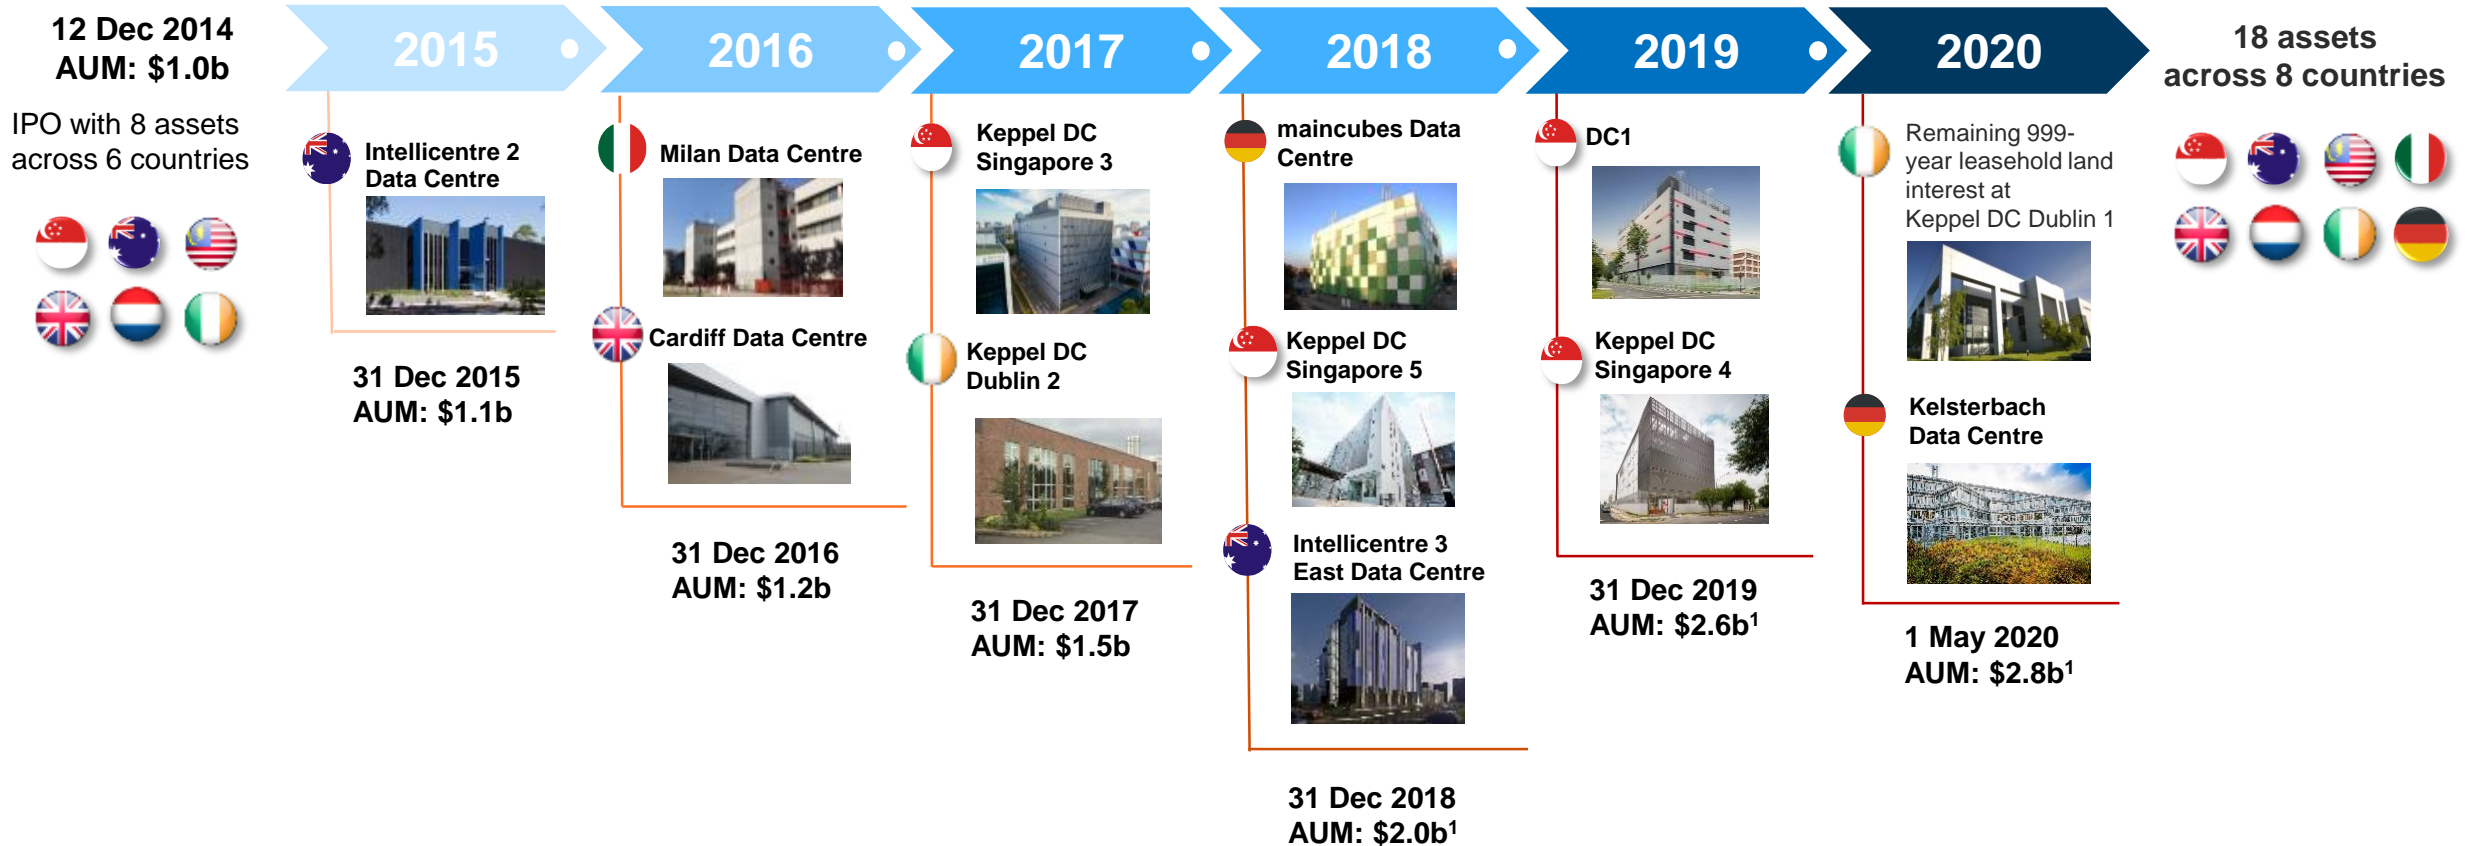 12 Dec 2014
AUM: $1.0b
IPO with 8 assets
across 6 countries
2015
Intellicentre 2
Data Centre
31 Dec 2015
AUM: $1.1b
2016
Milan Data Centre
Cardiff Data Centre
31 Dec 2016
AUM: $1.2b
2017
Keppel DC
Singapore 3
Keppel DC
Dublin 2
31 Dec 2017
AUM: $1.5b
2018
maincubes Data
Centre
Keppel DC
Singapore 5
Intellicentre 3
East Data Centre
31 Dec 2018
AUM: $2.0b¹
2019
DC1
Keppel DC
Singapore 4
31 Dec 2019
AUM: $2.6b¹
2020
Remaining 999-
year leasehold land
interest at
Keppel DC Dublin 1
Kelsterbach
Data Centre
1 May 2020
AUM: $2.8b¹
18 assets
across 8 countries